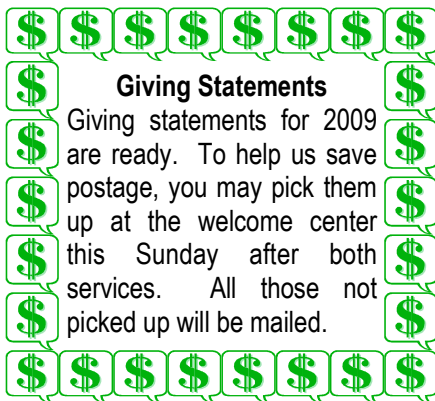 $ $ $ $ $ $ $ $
$ Giving Statements $
Giving statements for 2009
$ are ready. To help us save $
postage, you may pick them
$ up at the welcome center $
$ this Sunday after both $
services. All those not
$ picked up will be mailed. $
$ $ $ $ $ $ $ $